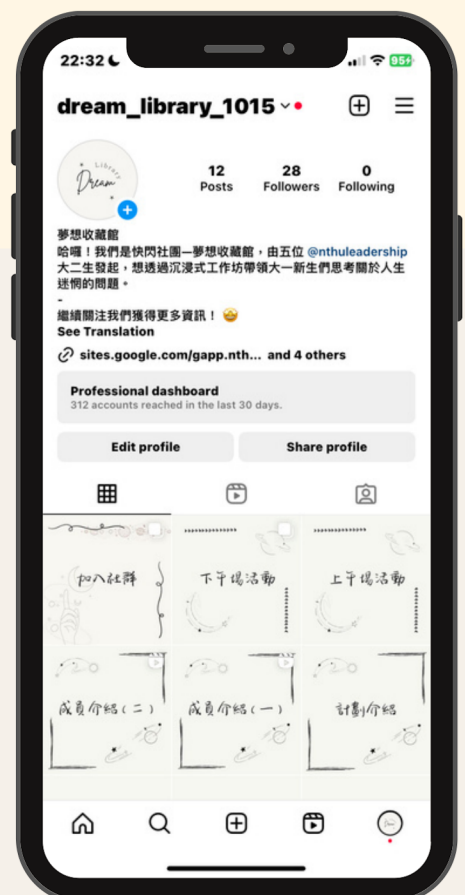 22:32
95
dream_library_1015
Library
Dream
12
Posts
28
Followers
0
Following
夢想收藏館
哈囉！我們是快閃社團—夢想收藏館，由五位 @nthuleadership
大二生發起，想透過沉浸式工作坊帶領大一新生們思考關於人生
迷惘的問題。
-
繼續關注我們獲得更多資訊！🤩
See Translation
sites.google.com/gapp.nth... and 4 others
Professional dashboard
312 accounts reached in the last 30 days.
Edit profile
Share profile
加入社群
下午場活動
上午場活動
成員介紹(二)
成員介紹(一)
計劃介紹